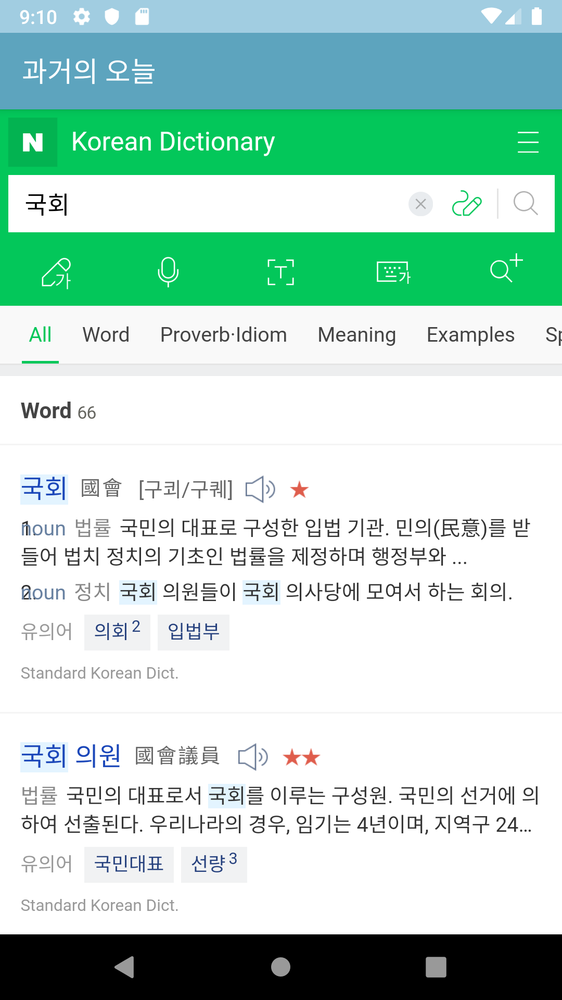 9:10
과거의 오늘
N Korean Dictionary
국회
가 T 가
All Word Proverb·Idiom Meaning Examples Sp
Word 66
국회 國會 [구쾨/구퀘] ★
1. noun 법률 국민의 대표로 구성한 입법 기관. 민의(民意)를 받
들어 법치 정치의 기초인 법률을 제정하며 행정부와 ...
2. noun 정치 국회 의원들이 국회 의사당에 모여서 하는 회의.
유의어 의회 2 입법부
Standard Korean Dict.
국회 의원 國會議員 ★★
법률 국민의 대표로서 국회를 이루는 구성원. 국민의 선거에 의
하여 선출된다. 우리나라의 경우, 임기는 4년이며, 지역구 24...
유의어 국민대표 선량 3
Standard Korean Dict.